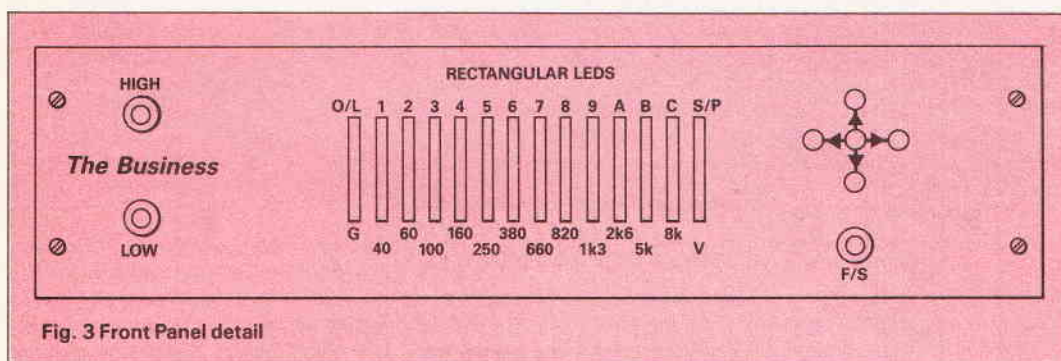 RECTANGULAR LEDS
HIGH
O/L 1 2 3 4 5 6 7 8 9 A B C S/P
The Business
G 60 160 380 820 2k6 8k
40 100 250 660 1k3 5k V
LOW
F/S
Fig. 3 Front Panel detail